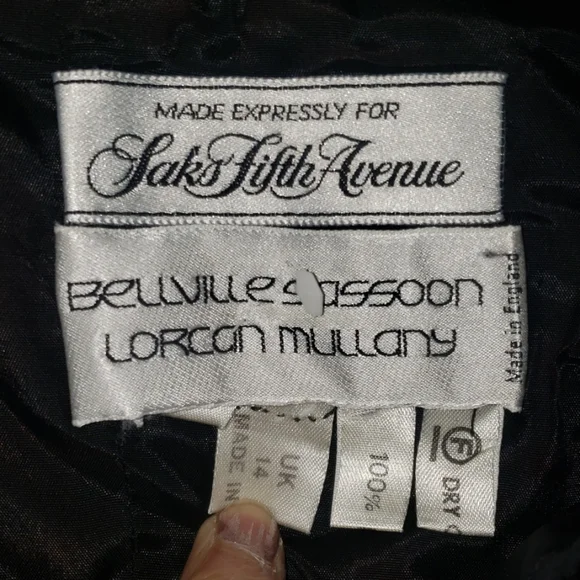 MADE EXPRESSLY FOR
Saks Fifth Avenue
Bellville Sassoon
Lorcan Mullany
Made in England
UK
14
MADE IN
100%
F
DRY